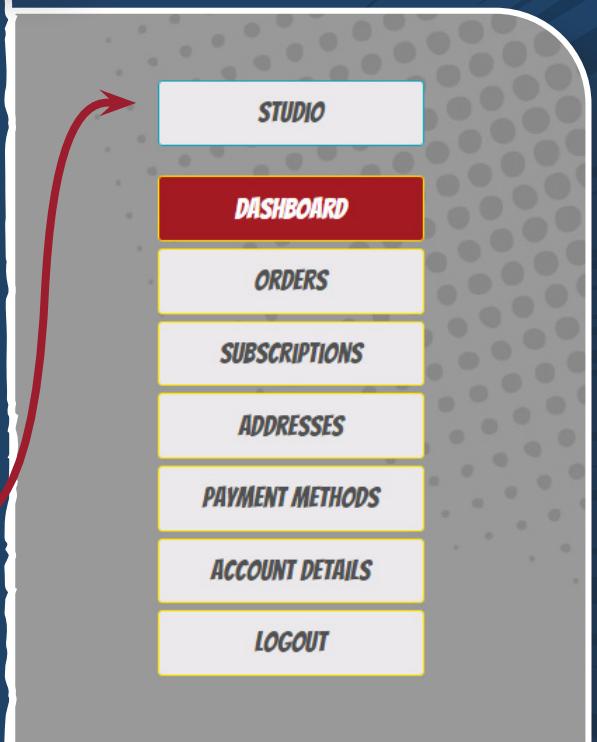 STUDIO
DASHBOARD
ORDERS
SUBSCRIPTIONS
ADDRESSES
PAYMENT METHODS
ACCOUNT DETAILS
LOGOUT